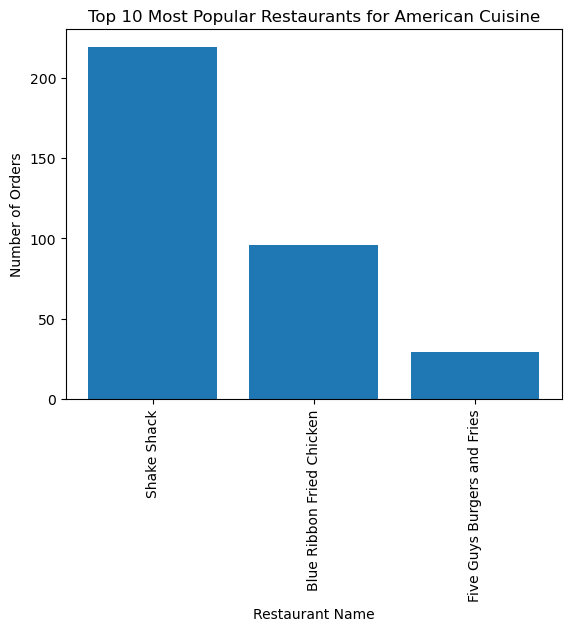 Top 10 Most Popular Restaurants for American Cuisine
Number of Orders
200
150
100
50
0
Shake Shack
Blue Ribbon Fried Chicken
Five Guys Burgers and Fries
Restaurant Name